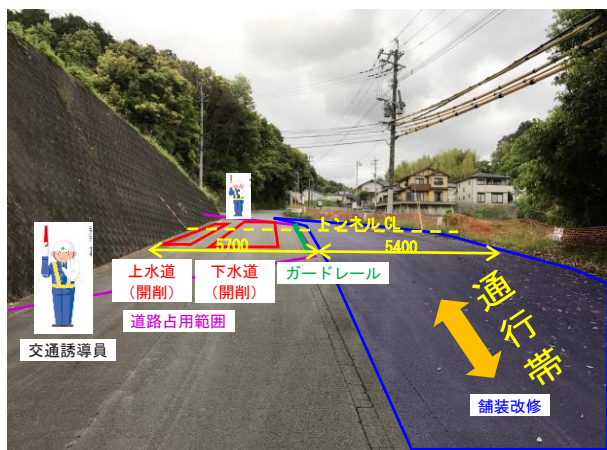 トンネルCL
5700
5400
上水道
（開削）
下水道
（開削）
ガードレール
道路占用範囲
交通誘導員
通行帯
舗装改修